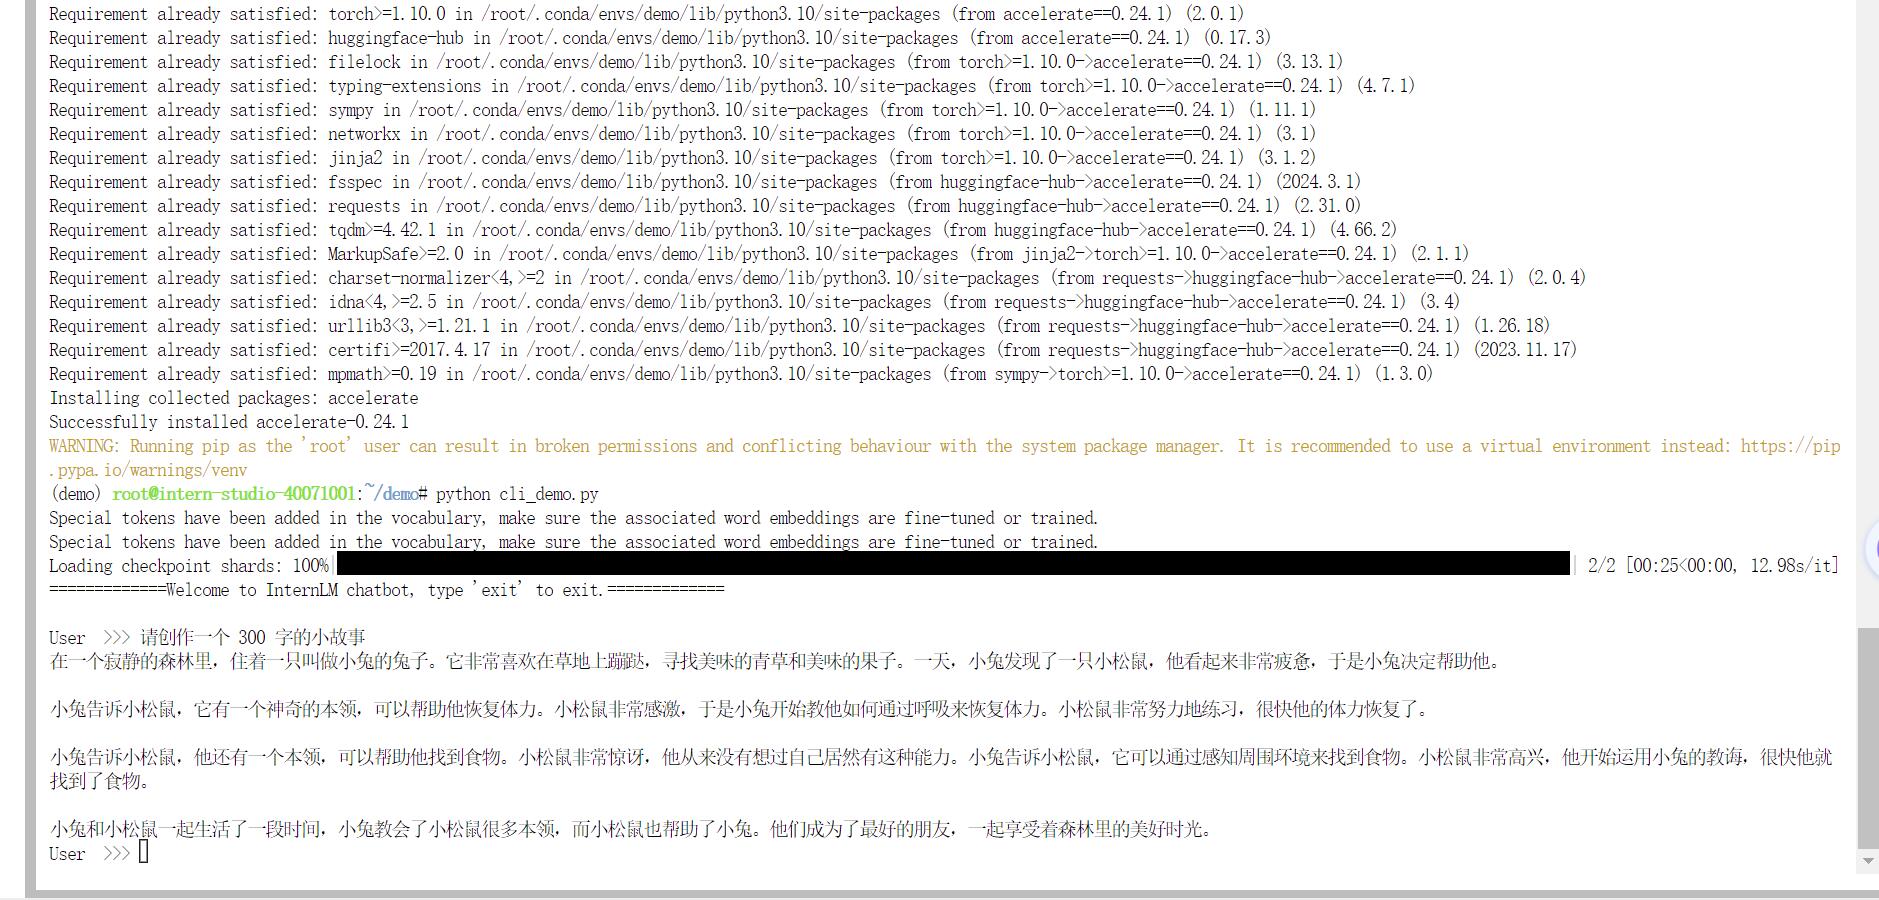 Requirement already satisfied: torch>=1.10.0 in /root/.conda/envs/demo/lib/python3.10/site-packages (from accelerate==0.24.1) (2.0.1)
Requirement already satisfied: huggingface-hub in /root/.conda/envs/demo/lib/python3.10/site-packages (from accelerate==0.24.1) (0.17.3)
Requirement already satisfied: filelock in /root/.conda/envs/demo/lib/python3.10/site-packages (from torch>=1.10.0->accelerate==0.24.1) (3.13.1)
Requirement already satisfied: typing-extensions in /root/.conda/envs/demo/lib/python3.10/site-packages (from torch>=1.10.0->accelerate==0.24.1) (4.7.1)
Requirement already satisfied: sympy in /root/.conda/envs/demo/lib/python3.10/site-packages (from torch>=1.10.0->accelerate==0.24.1) (1.11.1)
Requirement already satisfied: networkx in /root/.conda/envs/demo/lib/python3.10/site-packages (from torch>=1.10.0->accelerate==0.24.1) (3.1)
Requirement already satisfied: jinja2 in /root/.conda/envs/demo/lib/python3.10/site-packages (from torch>=1.10.0->accelerate==0.24.1) (3.1.2)
Requirement already satisfied: fsspec in /root/.conda/envs/demo/lib/python3.10/site-packages (from huggingface-hub->accelerate==0.24.1) (2024.3.1)
Requirement already satisfied: requests in /root/.conda/envs/demo/lib/python3.10/site-packages (from huggingface-hub->accelerate==0.24.1) (2.31.0)
Requirement already satisfied: tqdm>=4.42.1 in /root/.conda/envs/demo/lib/python3.10/site-packages (from huggingface-hub->accelerate==0.24.1) (4.66.2)
Requirement already satisfied: MarkupSafe>=2.0 in /root/.conda/envs/demo/lib/python3.10/site-packages (from jinja2->torch>=1.10.0->accelerate==0.24.1) (2.1.1)
Requirement already satisfied: charset-normalizer<4,>=2 in /root/.conda/envs/demo/lib/python3.10/site-packages (from requests->huggingface-hub->accelerate==0.24.1) (2.0.4)
Requirement already satisfied: idna<4,>=2.5 in /root/.conda/envs/demo/lib/python3.10/site-packages (from requests->huggingface-hub->accelerate==0.24.1) (3.4)
Requirement already satisfied: urllib3<3,>=1.21.1 in /root/.conda/envs/demo/lib/python3.10/site-packages (from requests->huggingface-hub->accelerate==0.24.1) (1.26.18)
Requirement already satisfied: certifi>=2017.4.17 in /root/.conda/envs/demo/lib/python3.10/site-packages (from requests->huggingface-hub->accelerate==0.24.1) (2023.11.17)
Requirement already satisfied: mpmath>=0.19 in /root/.conda/envs/demo/lib/python3.10/site-packages (from sympy->torch>=1.10.0->accelerate==0.24.1) (1.3.0)
Installing collected packages: accelerate
Successfully installed accelerate-0.24.1
WARNING: Running pip as the 'root' user can result in broken permissions and conflicting behaviour with the system package manager. It is recommended to use a virtual environment instead: https://pip
.pypa.io/warnings/venv
(demo) root@intern-studio-40071001:~/demo# python cli_demo.py
Special tokens have been added in the vocabulary, make sure the associated word embeddings are fine-tuned or trained.
Special tokens have been added in the vocabulary, make sure the associated word embeddings are fine-tuned or trained.
Loading checkpoint shards: 100%| | 2/2 [00:25<00:00, 12.98s/it]
=============Welcome to InternLM chatbot, type 'exit' to exit.=============
User >>> 请创作一个 300 字的小故事
在一个寂静的森林里，住着一只叫做小兔的兔子。它非常喜欢在草地上蹦跶，寻找美味的青草和美味的果子。一天，小兔发现了一只小松鼠，他看起来非常疲惫，于是小兔决定帮助他。
小兔告诉小松鼠，它有一个神奇的本领，可以帮助他恢复体力。小松鼠非常感激，于是小兔开始教他如何通过呼吸来恢复体力。小松鼠非常努力地练习，很快他的体力恢复了。
小兔告诉小松鼠，他还有一个本领，可以帮助他找到食物。小松鼠非常惊讶，他从来没有想过自己居然有这种能力。小兔告诉小松鼠，它可以通过感知周围环境来找到食物。小松鼠非常高兴，他开始运用小兔的教诲，很快他就
找到了食物。
小兔和小松鼠一起生活了一段时间，小兔教会了小松鼠很多本领，而小松鼠也帮助了小兔。他们成为了最好的朋友，一起享受着森林里的美好时光。
User >>>